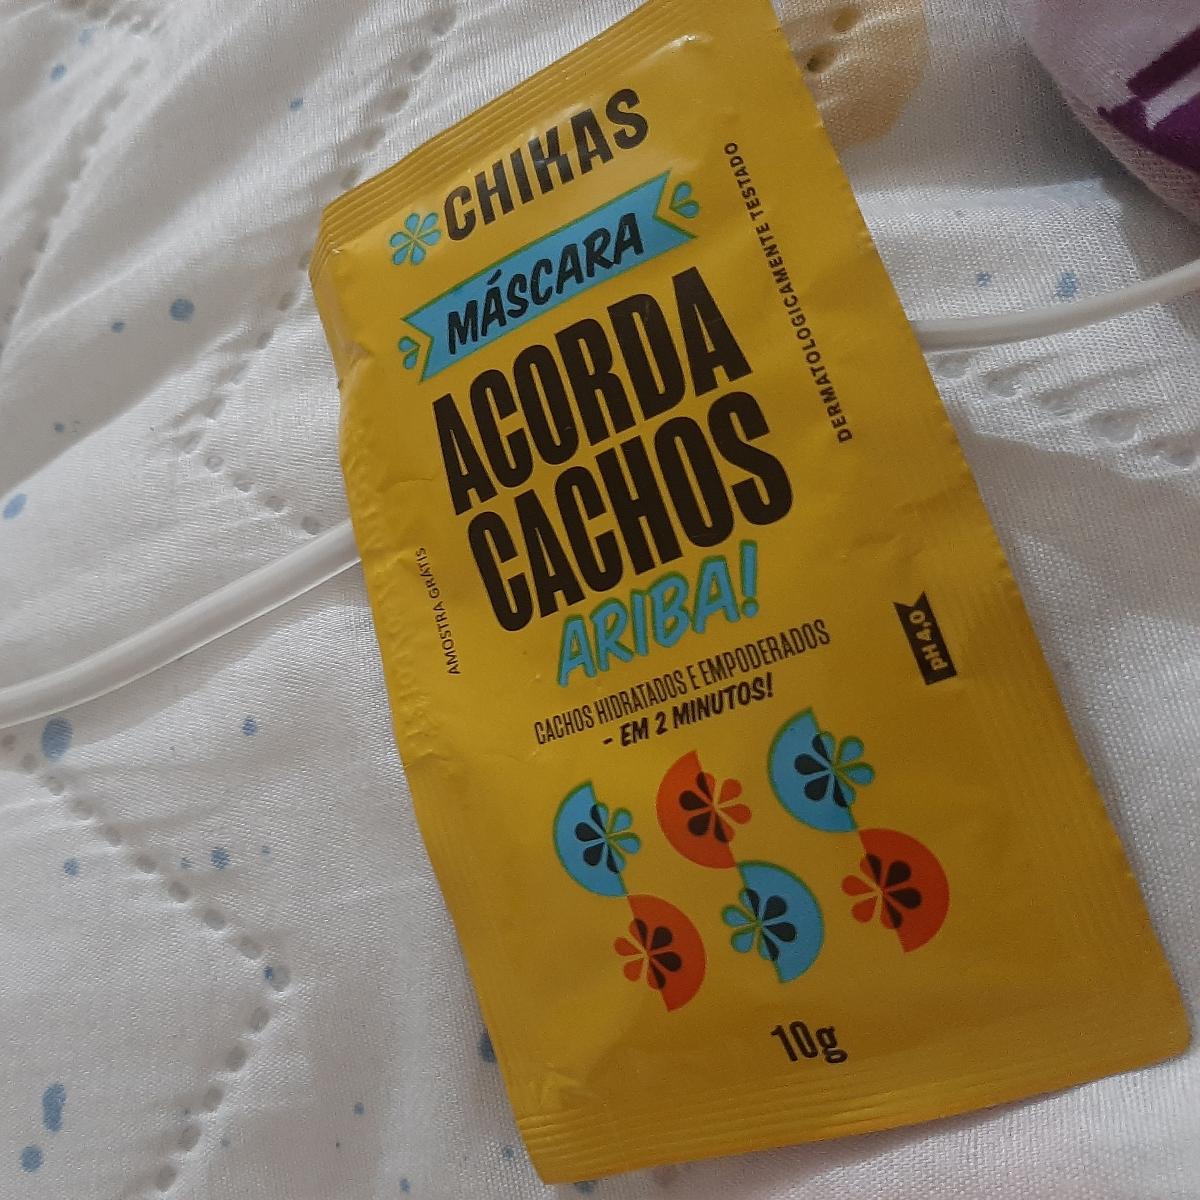 CHIKAS
MÁSCARA
ACORDA
CACHOS
ARIBA!
CACHOS HIDRATADOS E EMPODERADOS
- EM 2 MINUTOS!
DERMATOLOGICAMENTE TESTADO
AMOSTRA GRÁTIS
pH 4,0
10g